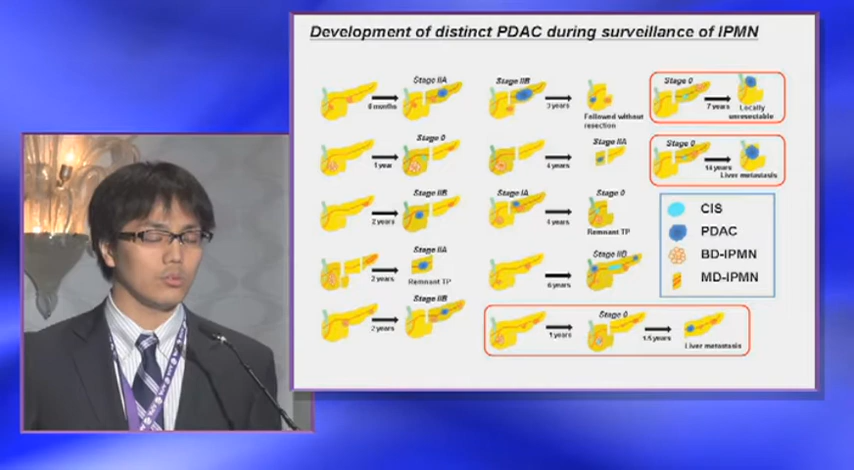 Development of distinct PDAC during surveillance of IPMN
Stage IIA
6 months
Stage IIB
3 years
Followed without
resection
Stage 0
7 years
Locally
unresectable
Stage 0
1 year
Stage IIA
4 years
Stage 0
Liver metastasis
Stage IIB
2 years
Stage IA
4 years
Stage 0
Remnant TP
CIS
PDAC
BD-IPMN
MD-IPMN
Stage IIA
2 years
Remnant TP
6 years
Stage IIB
2 years
1 years
Stage 0
1.5 years
Liver metastasis